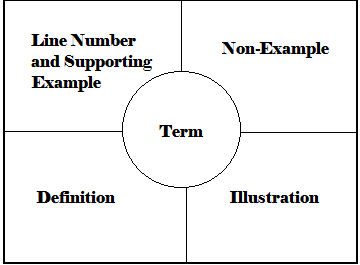 Line Number
and Supporting
Example
Non-Example
Term
Definition
Illustration